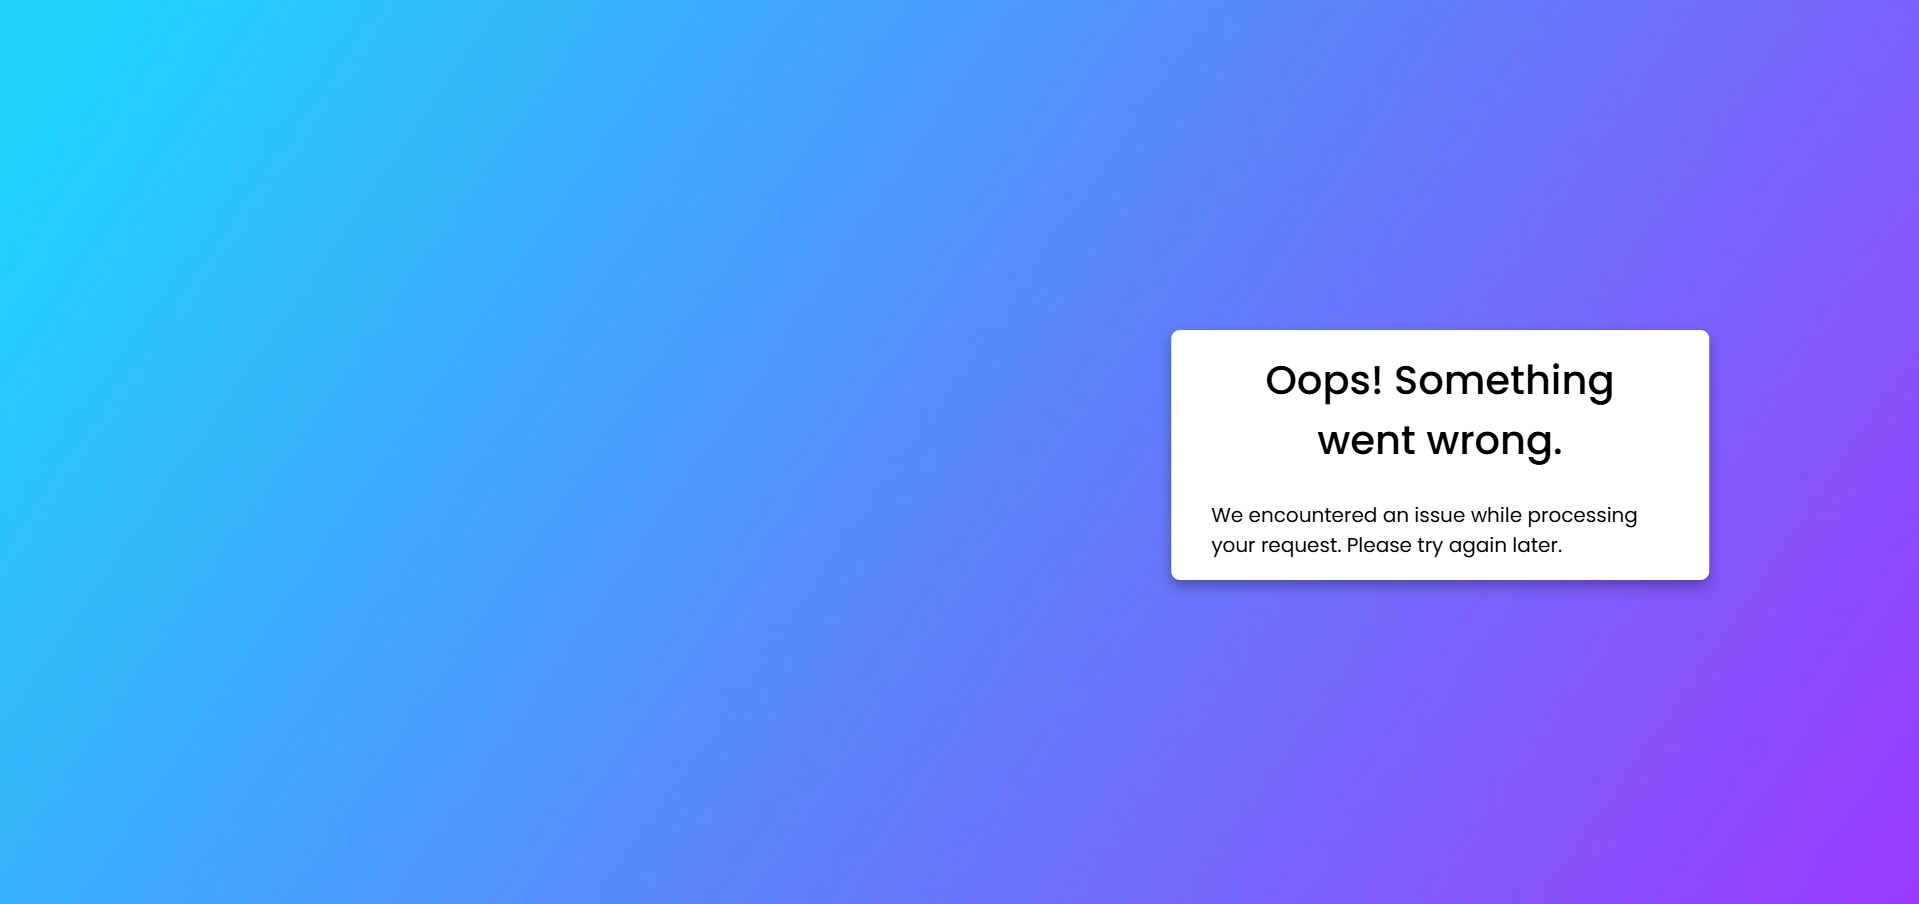 Oops! Something
went wrong.
We encountered an issue while processing
your request. Please try again later.